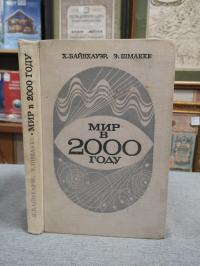 Х. БАЙНХАУЭР, Э. ШМАККЕ
МИР
В
2000
ГОДУ
Х. БАЙНХАУЭР, Э. ШМАККЕ • МИР В 2000 ГОДУ